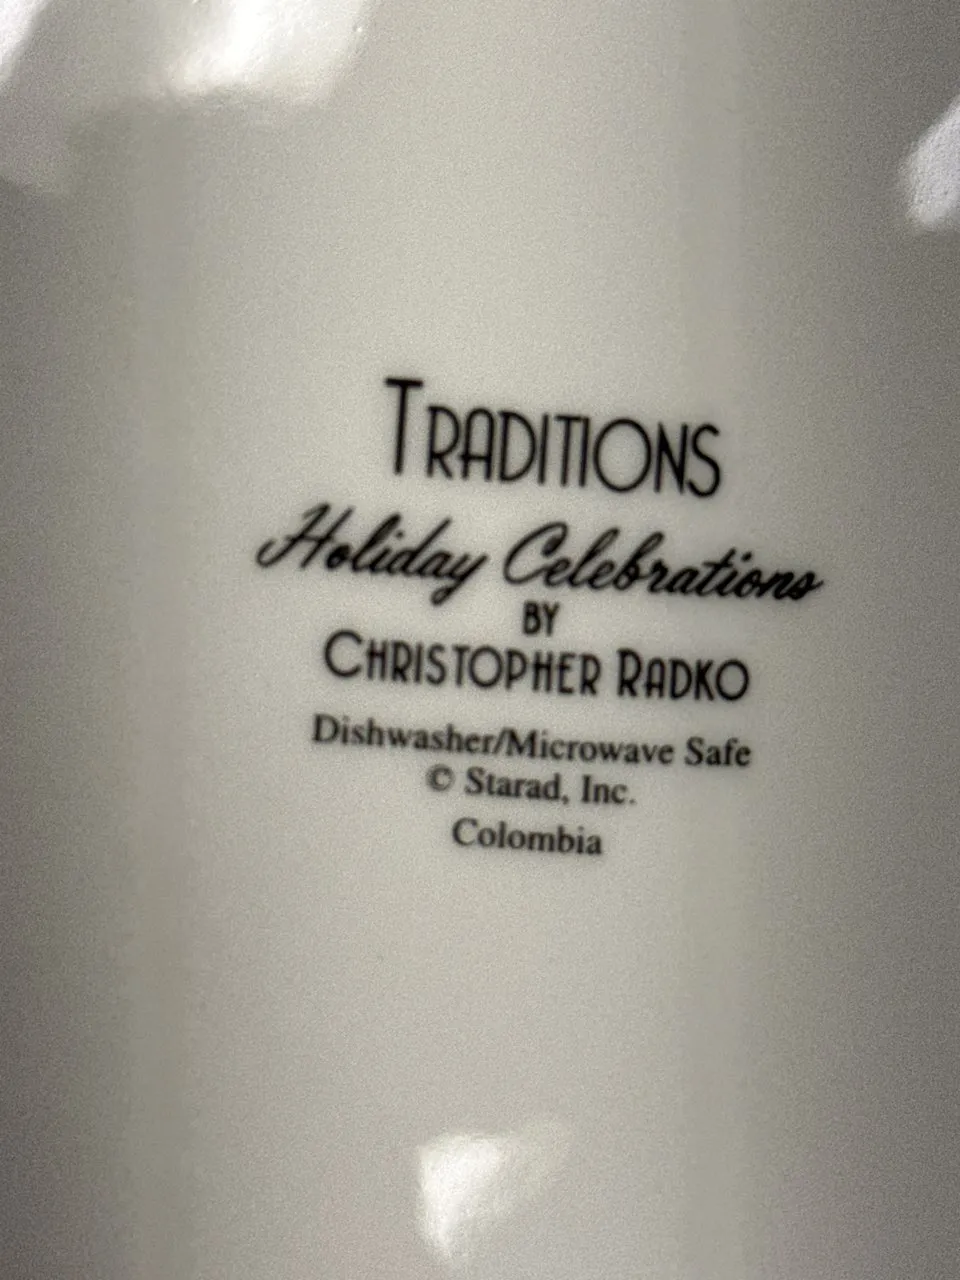 TRADITIONS
Holiday Celebrations
BY
CHRISTOPHER RADKO
Dishwasher/Microwave Safe
© Starad, Inc.
Colombia